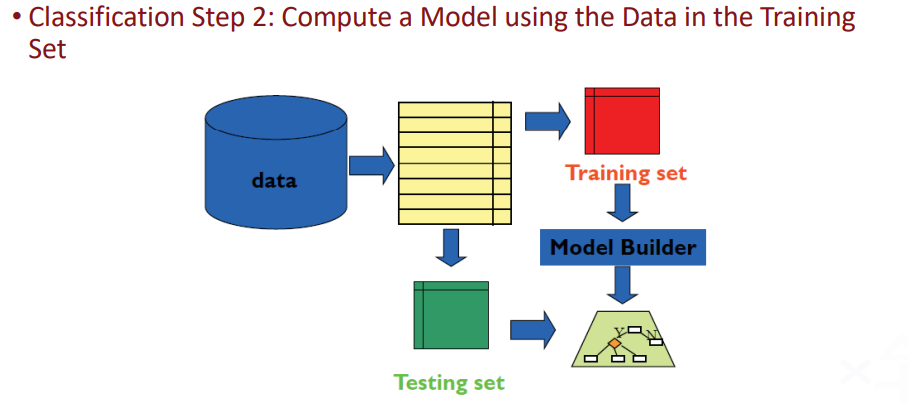 • Classification Step 2: Compute a Model using the Data in the Training
Set
data
Training set
Model Builder
Y N
Testing set